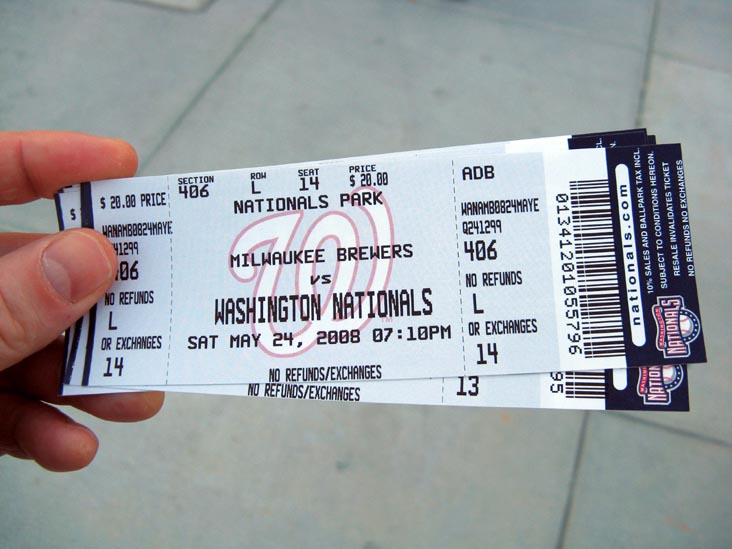 $ 20.00 PRICE
WANAMB0824MAYE
Q241299
406
NO REFUNDS
L
OR EXCHANGES
14
SECTION
406
ROW
L
SEAT
14
PRICE
$ 20.00
NATIONALS PARK
MILWAUKEE BREWERS
vs
WASHINGTON NATIONALS
SAT MAY 24, 2008 07:10PM
NO REFUNDS/EXCHANGES
ADB
WANAMB0824MAYE
Q241299
406
NO REFUNDS
L
OR EXCHANGES
14
01341201055796
nationals.com
10% SALES AND BALLPARK TAX INCL.
SUBJECT TO CONDITIONS HEREON.
RESALE INVALIDATES TICKET
NO REFUNDS NO EXCHANGES
NATIONALS
$
NO REFUNDS/EXCHANGES
13
95